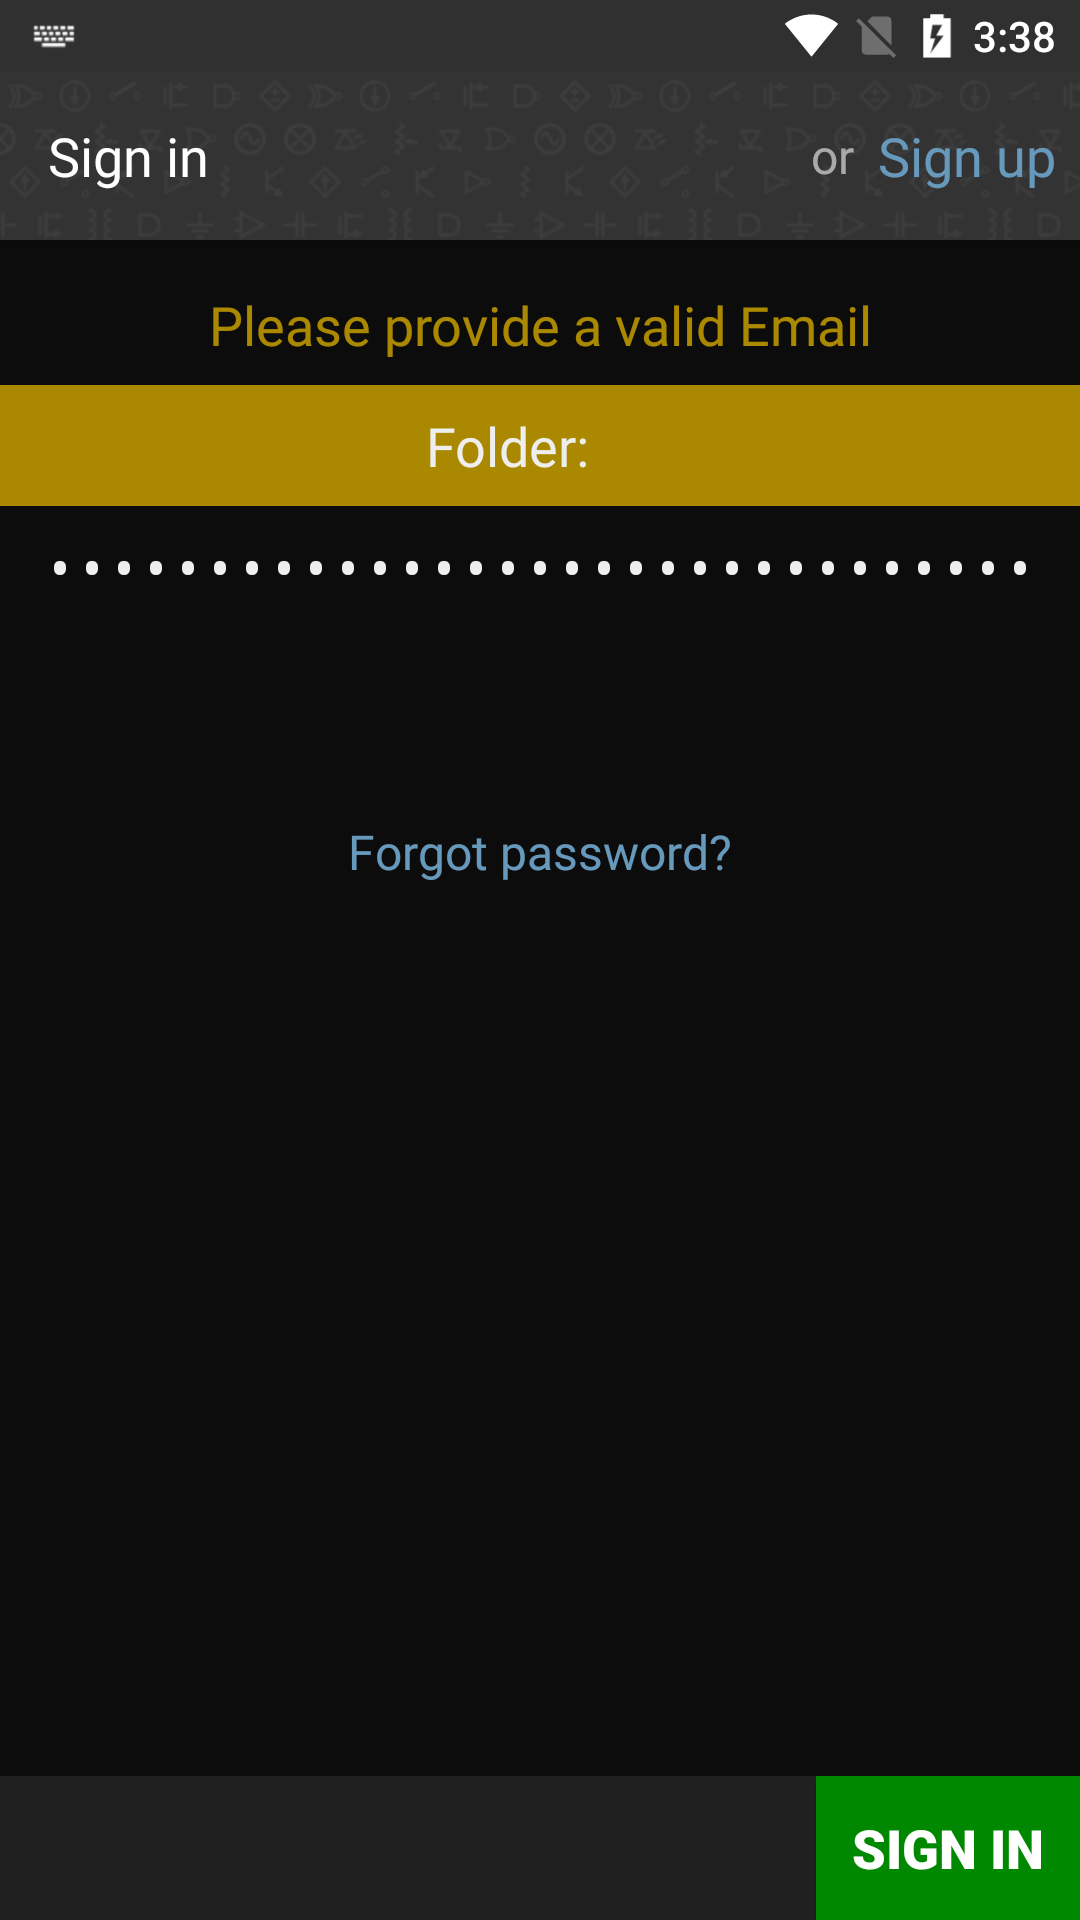 3:38
Sign in
or Sign up
Please provide a valid Email
Folder:
Forgot password?
SIGN IN